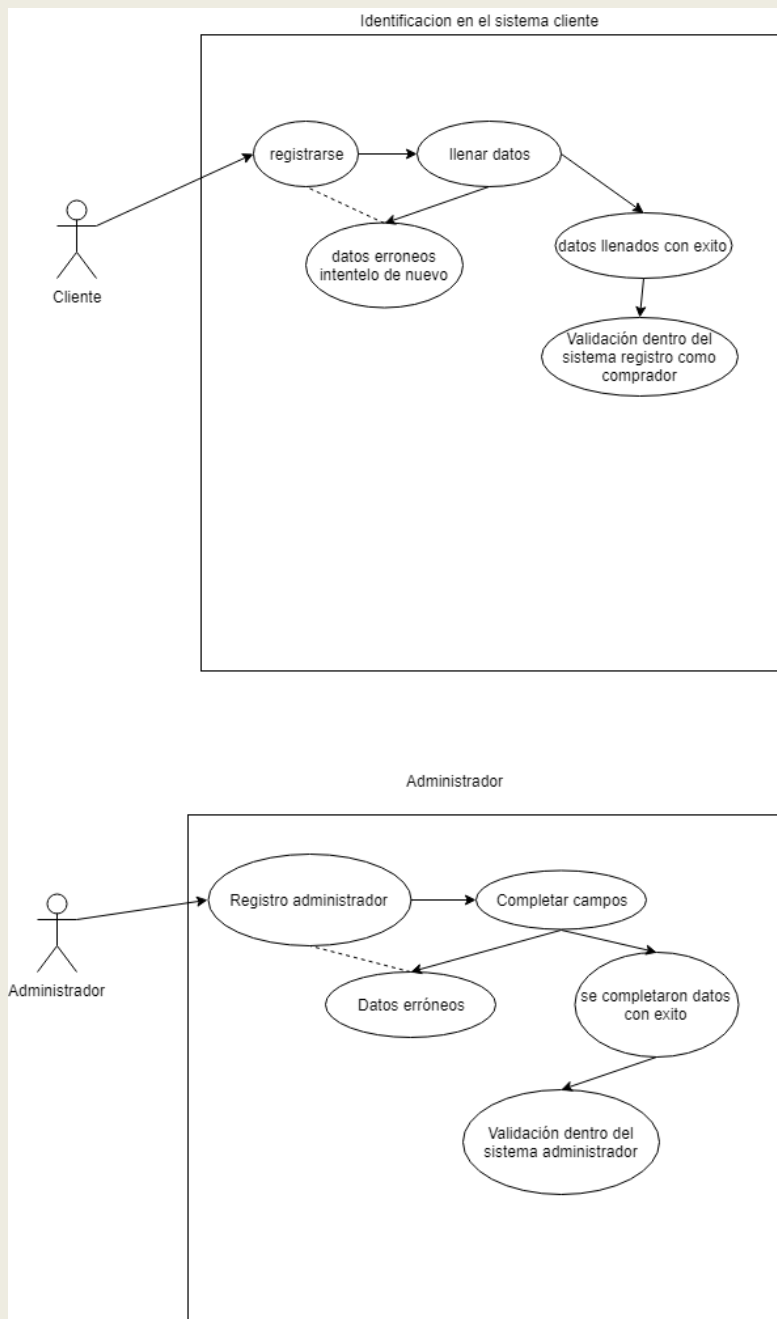 Identificacion en el sistema cliente
registrarse
llenar datos
datos erroneos
intentelo de nuevo
datos llenados con exito
Cliente
Validación dentro del
sistema registro como
comprador
Administrador
Registro administrador
Completar campos
Administrador
Datos erróneos
se completaron datos
con exito
Validación dentro del
sistema administrador